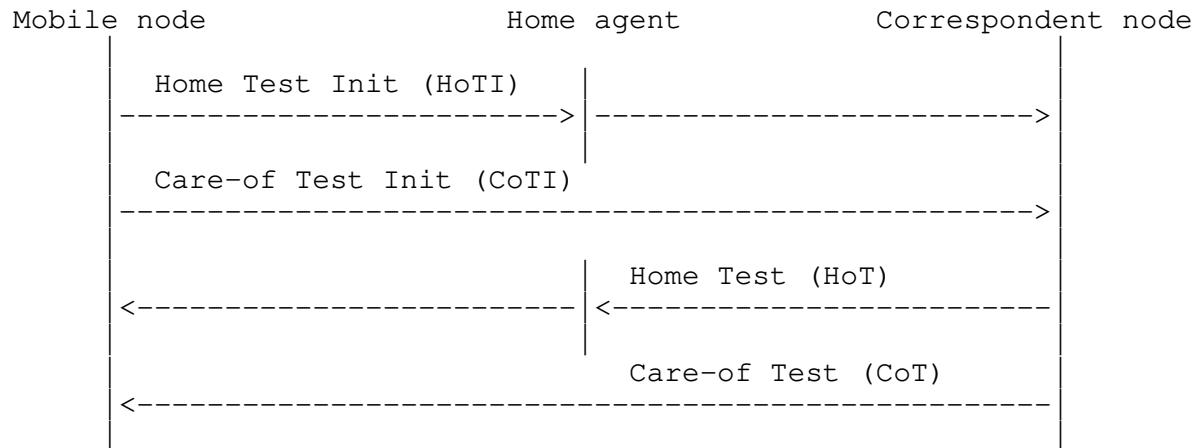 Mobile node Home agent Correspondent node
Home Test Init (HoTI)
Care-of Test Init (CoTI)
Home Test (HoT)
Care-of Test (CoT)